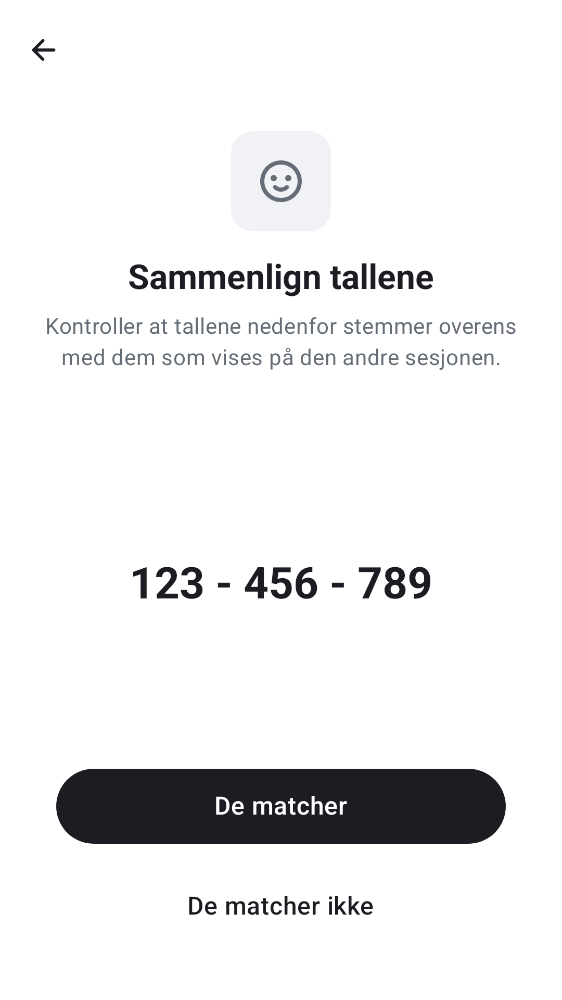 Sammenlign tallene
Kontroller at tallene nedenfor stemmer overens
med dem som vises på den andre sesjonen.
123 - 456 - 789
De matcher
De matcher ikke